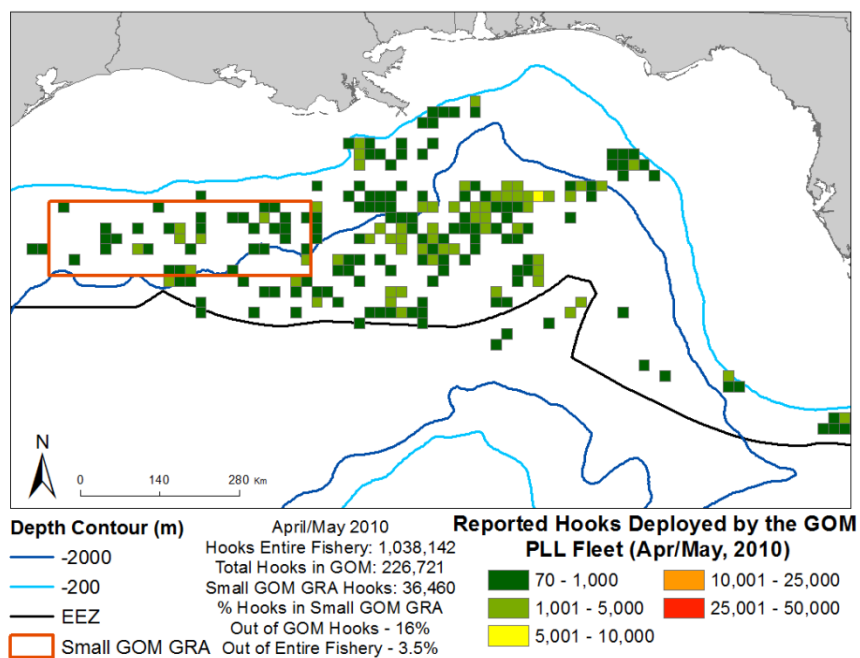 N
0 140 280 Km
Depth Contour (m)
-2000
-200
EEZ
Small GOM GRA
April/May 2010
Hooks Entire Fishery: 1,038,142
Total Hooks in GOM: 226,721
Small GOM GRA Hooks: 36,460
% Hooks in Small GOM GRA
Out of GOM Hooks - 16%
Out of Entire Fishery - 3.5%
Reported Hooks Deployed by the GOM
PLL Fleet (Apr/May, 2010)
70 - 1,000
1,001 - 5,000
5,001 - 10,000
10,001 - 25,000
25,001 - 50,000